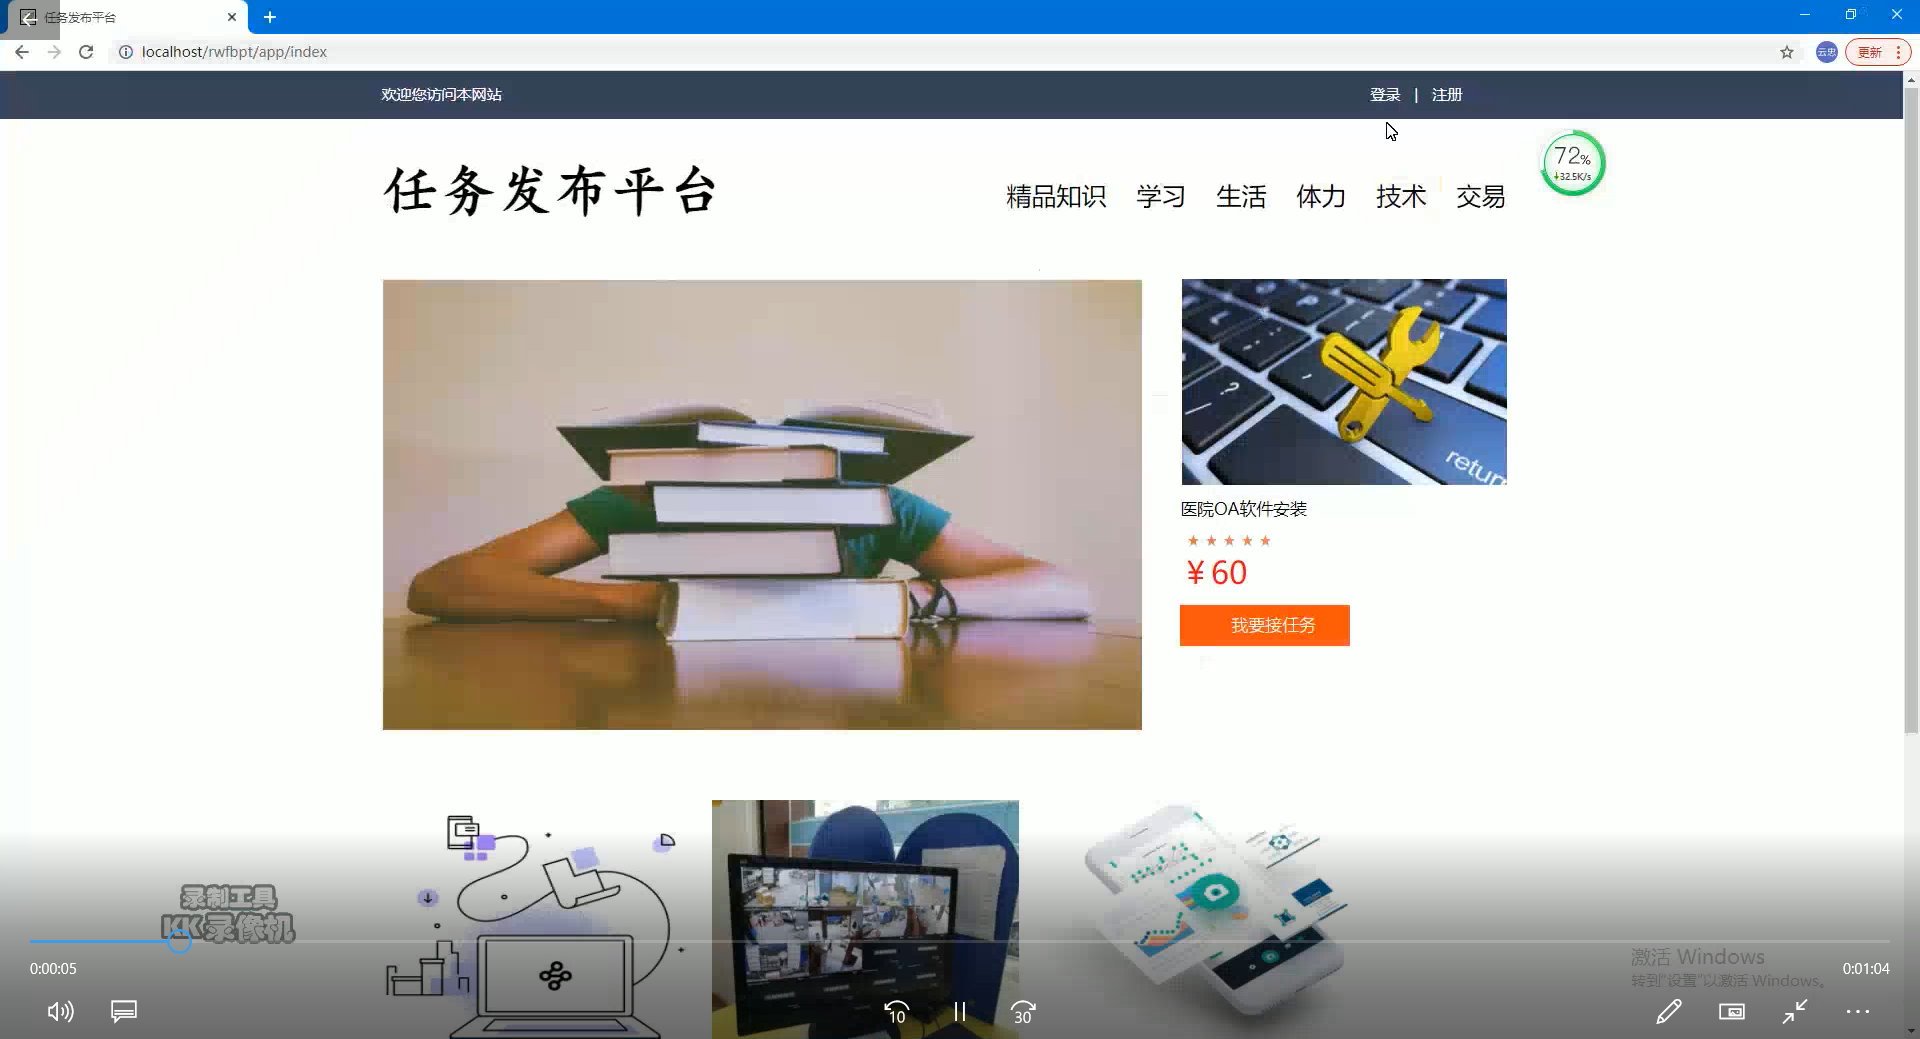 任务发布平台
localhost/rwfbpt/app/index
云忠
更新
欢迎您访问本网站
登录 | 注册
任务发布平台
精品知识 学习 生活 体力 技术 交易
72%
32.5K/s
return
医院OA软件安装
★ ★ ★ ★ ★
¥60
我要接任务
录制工具
KK录像机
激活 Windows
转到"设置"以激活 Windows。
0:00:05
0:01:04
10
30